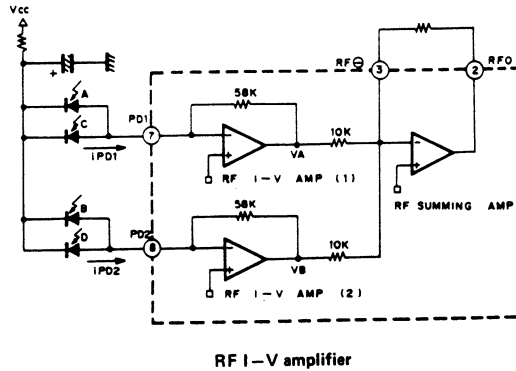 Vcc
+
A
C
iPD1
PD1
7
58K
−
+
VA
RF I-V AMP (1)
10K
RF ⊖
3
RFO
2
−
+
RF SUMMING AMP
B
D
iPD2
PD2
8
58K
−
+
VB
RF I-V AMP (2)
10K
RF I−V amplifier